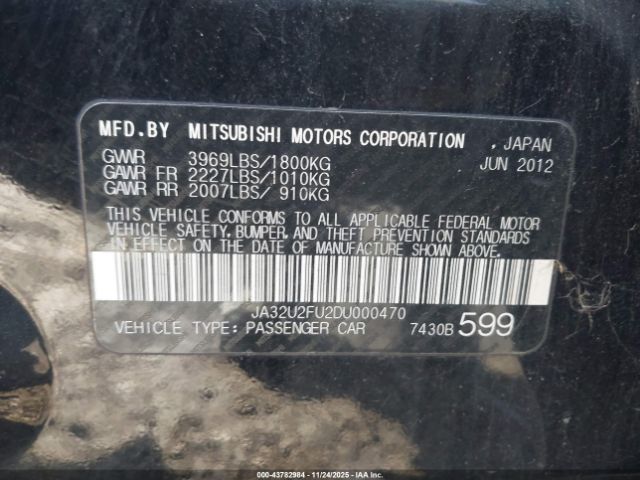 MFD.BY MITSUBISHI MOTORS CORPORATION , JAPAN
GVWR 3969LBS/1800KG JUN 2012
GAWR FR 2227LBS/1010KG
GAWR RR 2007LBS/ 910KG
THIS VEHICLE CONFORMS TO ALL APPLICABLE FEDERAL MOTOR
VEHICLE SAFETY, BUMPER, AND THEFT PREVENTION STANDARDS
IN EFFECT ON THE DATE OF MANUFACTURE SHOWN ABOVE.
JA32U2FU2DU000470
VEHICLE TYPE: PASSENGER CAR 7430B 599
000-43782984 - 11/24/2025 - IAA Inc.